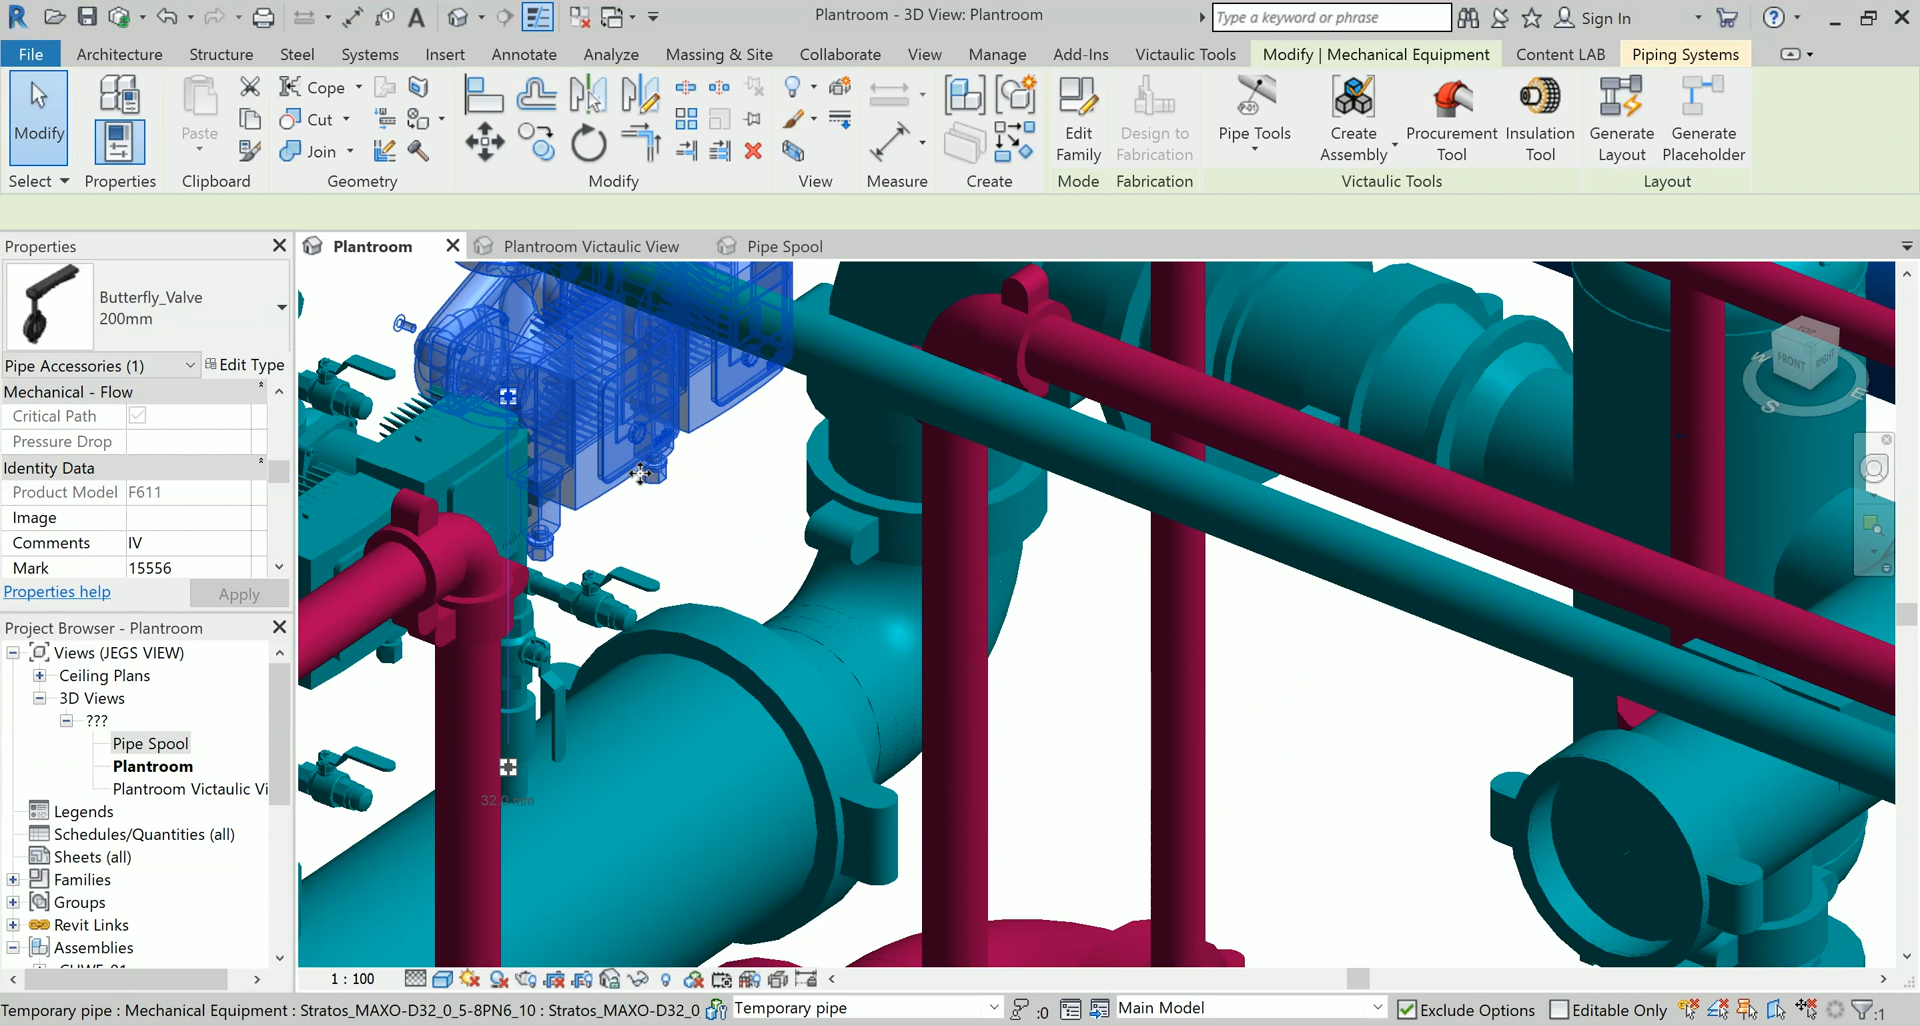 Plantroom - 3D View: Plantroom
Type a keyword or phrase
Sign In
File Architecture Structure Steel Systems Insert Annotate Analyze Massing & Site Collaborate View Manage Add-Ins Victaulic Tools Modify | Mechanical Equipment Content LAB Piping Systems
Modify
Paste
Cope
Cut
Join
Edit Family
Design to Fabrication
Pipe Tools
Create Assembly
Procurement Tool
Insulation Tool
Generate Layout
Generate Placeholder
Select Properties Clipboard Geometry Modify View Measure Create Mode Fabrication Victaulic Tools Layout
Properties
Plantroom
Plantroom Victaulic View
Pipe Spool
Butterfly_Valve
200mm
Pipe Accessories (1)
Edit Type
Mechanical - Flow
Critical Path
Pressure Drop
Identity Data
Product Model F611
Image
Comments IV
Mark 15556
Properties help
Apply
Project Browser - Plantroom
Views (JEGS VIEW)
Ceiling Plans
3D Views
???
Pipe Spool
Plantroom
Plantroom Victaulic Vi
Legends
Schedules/Quantities (all)
Sheets (all)
Families
Groups
Revit Links
Assemblies
TOP
FRONT
RIGHT
W
S
E
1 : 100
Temporary pipe : Mechanical Equipment : Stratos_MAXO-D32_0_5-8PN6_10 : Stratos_MAXO-D32_0
Temporary pipe
:0
Main Model
Exclude Options
Editable Only
:1